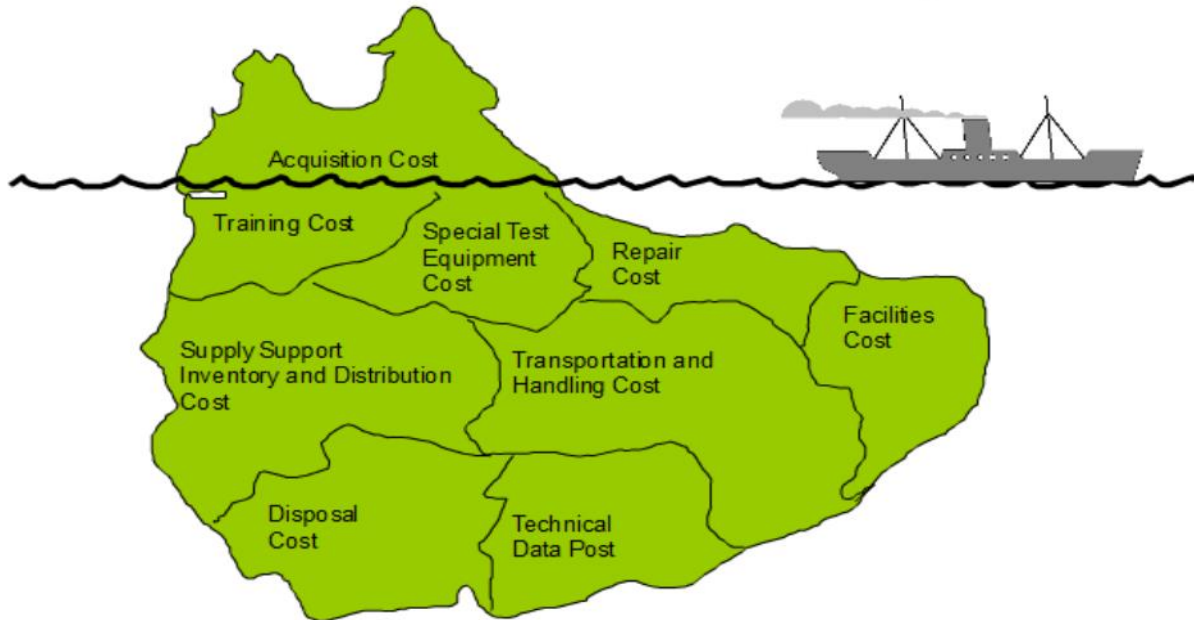 Acquisition Cost
Training Cost
Special Test
Equipment
Cost
Repair
Cost
Facilities
Cost
Supply Support
Inventory and Distribution
Cost
Transportation and
Handling Cost
Disposal
Cost
Technical
Data Post